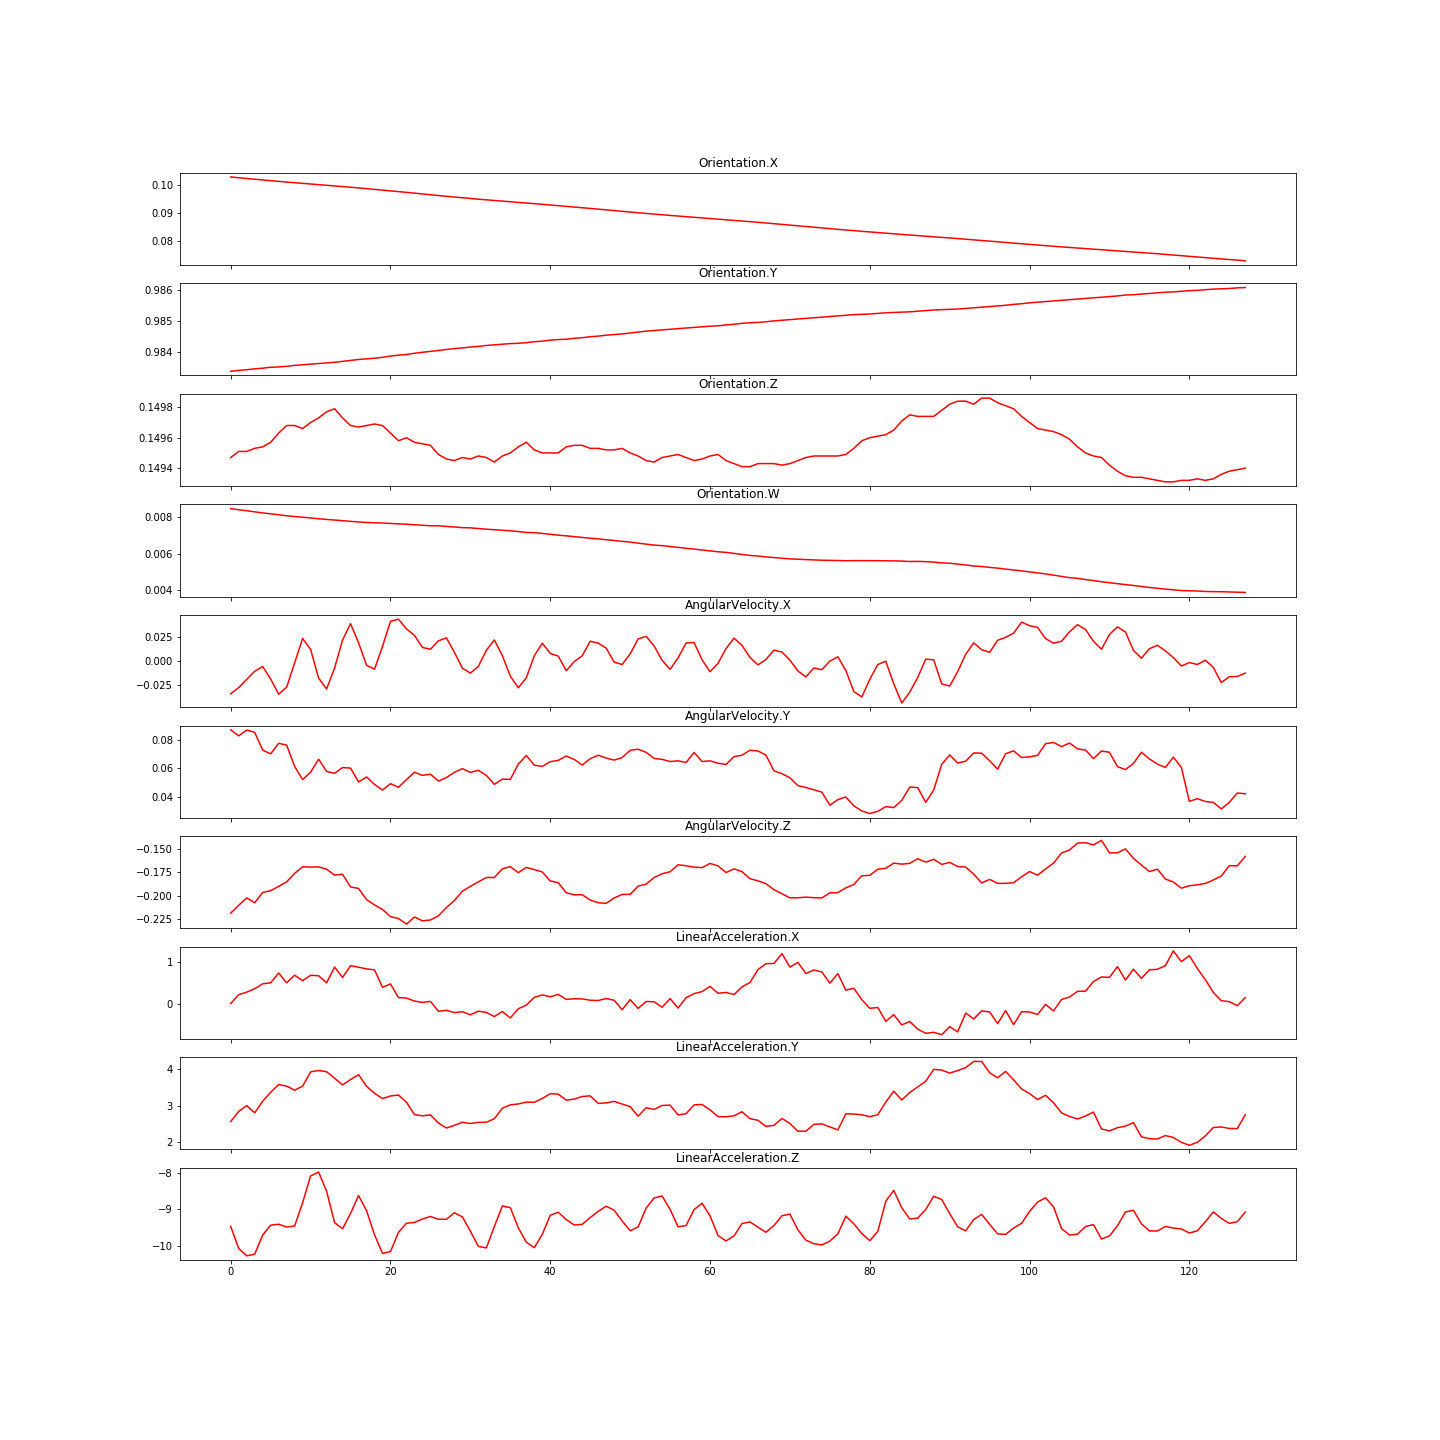 Orientation.X
0.10
0.09
0.08
Orientation.Y
0.986
0.985
0.984
Orientation.Z
0.1498
0.1496
0.1494
Orientation.W
0.008
0.006
0.004
AngularVelocity.X
0.025
0.000
−0.025
AngularVelocity.Y
0.08
0.06
0.04
AngularVelocity.Z
−0.150
−0.175
−0.200
−0.225
LinearAcceleration.X
1
0
LinearAcceleration.Y
4
3
2
LinearAcceleration.Z
−8
−9
−10
0 20 40 60 80 100 120